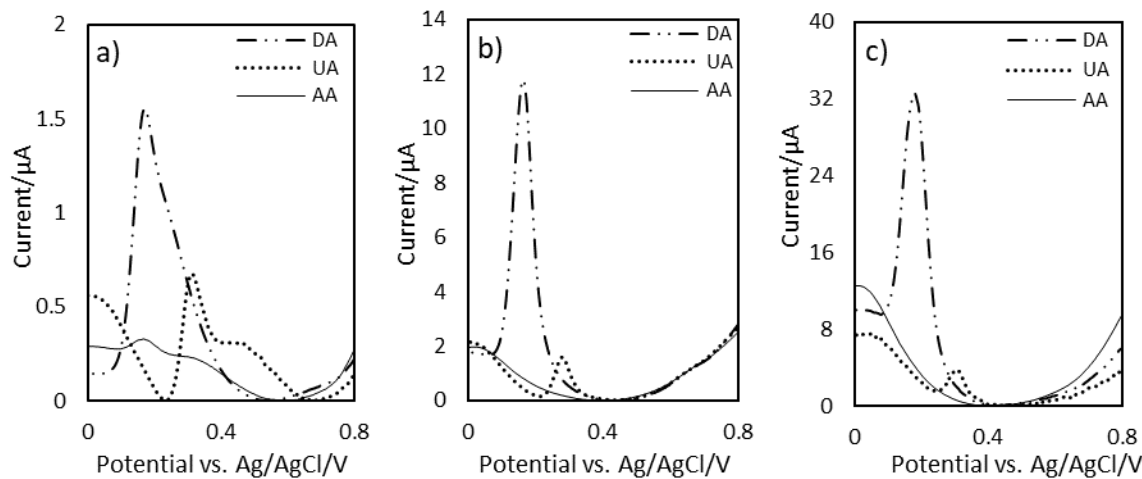 a)
DA
UA
AA
2
1.5
1
0.5
0
Current/µA
0 0.4 0.8
Potential vs. Ag/AgCl/V
b)
DA
UA
AA
14
12
10
8
6
4
2
0
Current/µA
0 0.4 0.8
Potential vs. Ag/AgCl/V
c)
DA
UA
AA
40
32
24
16
8
0
Current/µA
0 0.4 0.8
Potential vs. Ag/AgCl/V